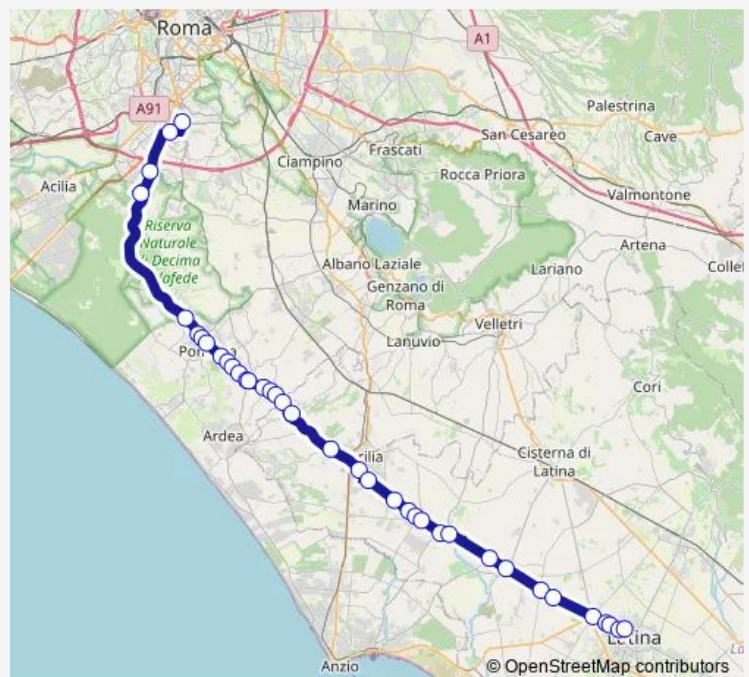 Roma
A1
A91
Palestrina
San Cesareo
Cave
Frascati
Ciampino
Rocca Priora
Acilia
Valmontone
Marino
Riserva
Naturale
Artena
Albano Laziale
Lariano
Genzano di
Roma
Velletri
Lanuvio
Cori
Ardea
Cisterna di
Latina
Latina
Anzio
© OpenStreetMap contributors